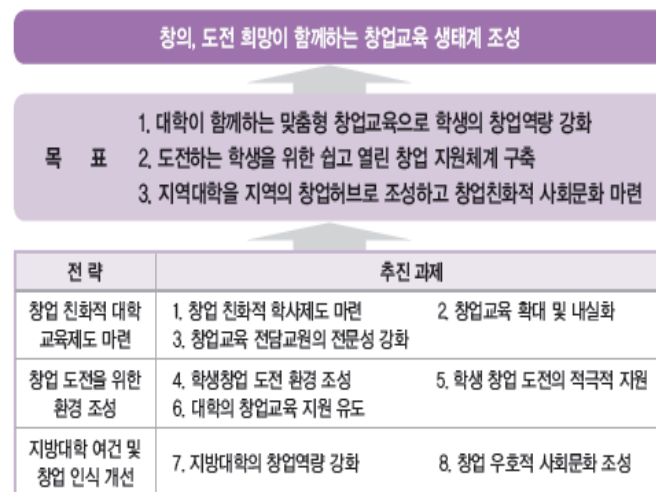 창의, 도전 희망이 함께하는 창업교육 생태계 조성
목 표
1. 대학이 함께하는 맞춤형 창업교육으로 학생의 창업역량 강화
2. 도전하는 학생을 위한 쉽고 열린 창업 지원체계 구축
3. 지역대학을 지역의 창업허브로 조성하고 창업친화적 사회문화 마련
전 략 추진 과제
창업 친화적 대학
교육제도 마련
1. 창업 친화적 학사제도 마련 2. 창업교육 확대 및 내실화
3. 창업교육 전담교원의 전문성 강화
창업 도전을 위한
환경 조성
4. 학생창업 도전 환경 조성 5. 학생 창업 도전의 적극적 지원
6. 대학의 창업교육 지원 유도
지방대학 여건 및
창업 인식 개선
7. 지방대학의 창업역량 강화 8. 창업 우호적 사회문화 조성